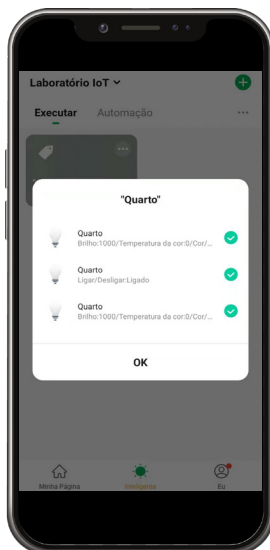 Laboratório IoT
Executar Automação
"Quarto"
Quarto
Brilho:1000/Temperatura da cor:0/Cor/...
Quarto
Ligar/Desligar:Ligado
Quarto
Brilho:1000/Temperatura da cor:0/Cor/...
OK
Minha Página Inteligente Eu